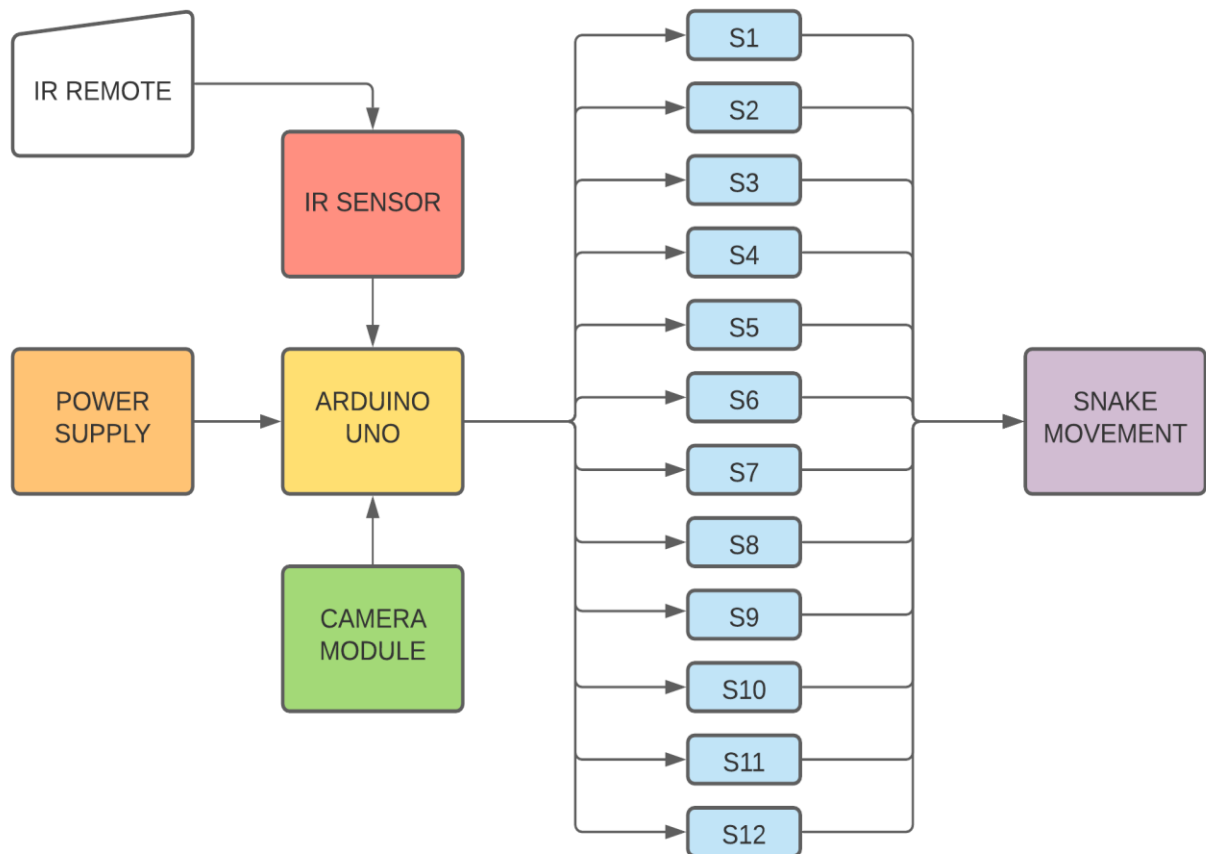 IR REMOTE
IR SENSOR
POWER
SUPPLY
ARDUINO
UNO
CAMERA
MODULE
S1
S2
S3
S4
S5
S6
S7
S8
S9
S10
S11
S12
SNAKE
MOVEMENT